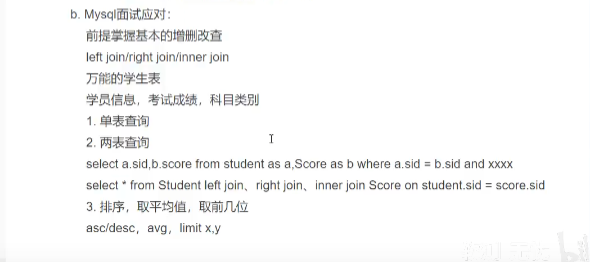 b. Mysql面试应对：
前提掌握基本的增删改查
left join/right join/inner join
万能的学生表
学员信息，考试成绩，科目类别
1. 单表查询
2. 两表查询
select a.sid,b.score from student as a,Score as b where a.sid = b.sid and xxxx
select * from Student left join、right join、inner join Score on student.sid = score.sid
3. 排序，取平均值，取前几位
asc/desc，avg，limit x,y